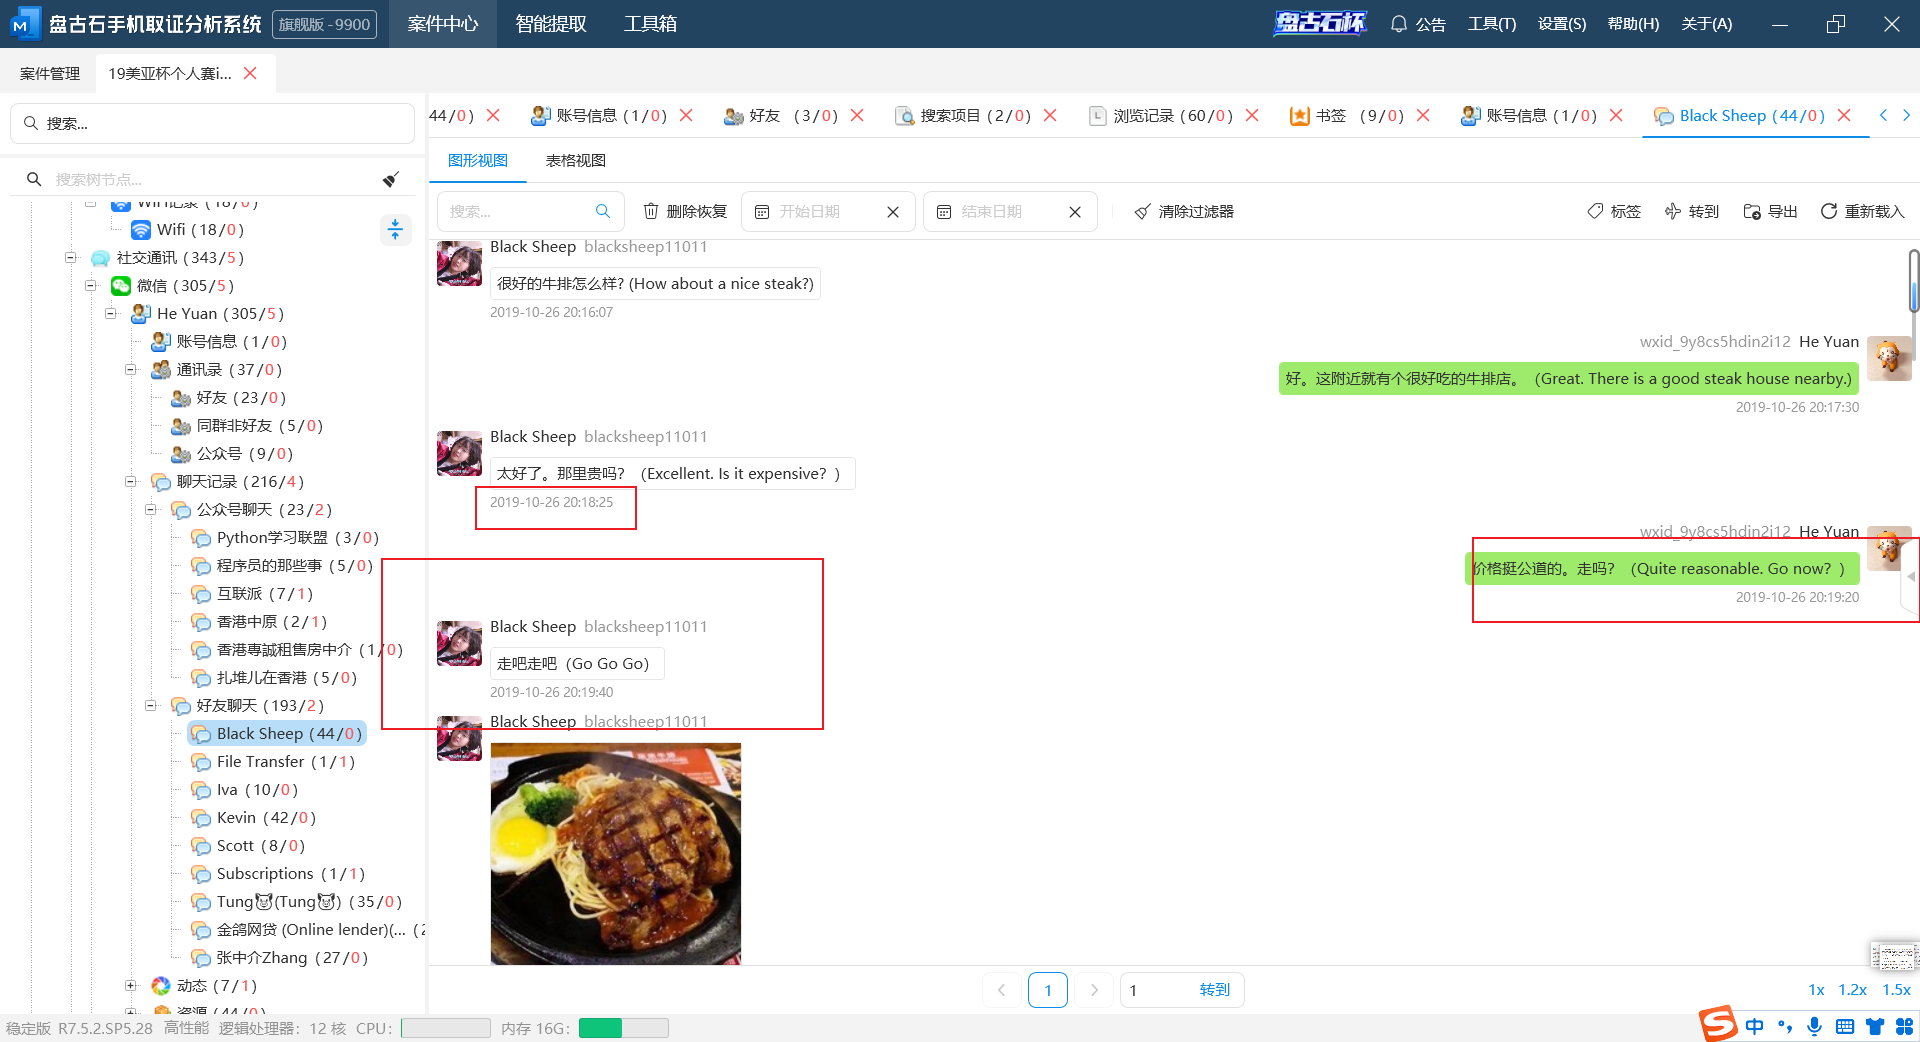 盘古石手机取证分析系统 旗舰版 - 9900 案件中心 智能提取 工具箱 盘古石杯 公告 工具(T) 设置(S) 帮助(H) 关于(A)
案件管理 19美亚杯个人赛i...
搜索...
44/0) 账号信息 (1/0) 好友 (3/0) 搜索项目 (2/0) 浏览记录 (60/0) 书签 (9/0) 账号信息 (1/0) Black Sheep (44/0)
图形视图 表格视图
搜索树节点...
搜索... 删除恢复 开始日期 结束日期 清除过滤器 标签 转到 导出 重新载入
WiFi记录 (18/0)
Wifi (18/0)
社交通讯 (343/5)
微信 (305/5)
He Yuan (305/5)
账号信息 (1/0)
通讯录 (37/0)
好友 (23/0)
同群非好友 (5/0)
公众号 (9/0)
聊天记录 (216/4)
公众号聊天 (23/2)
Python学习联盟 (3/0)
程序员的那些事 (5/0)
互联派 (7/1)
香港中原 (2/1)
香港專誠租售房中介 (1/0)
扎堆儿在香港 (5/0)
好友聊天 (193/2)
Black Sheep (44/0)
File Transfer (1/1)
Iva (10/0)
Kevin (42/0)
Scott (8/0)
Subscriptions (1/1)
Tung🐷(Tung🐷) (35/0)
金鸽网贷 (Online lender)(... (2
张中介Zhang (27/0)
动态 (7/1)
资源 (44/0)
Black Sheep blacksheep11011
很好的牛排怎么样? (How about a nice steak?)
2019-10-26 20:16:07
wxid_9y8cs5hdin2i12 He Yuan
好。这附近就有个很好吃的牛排店。 (Great. There is a good steak house nearby.)
2019-10-26 20:17:30
Black Sheep blacksheep11011
太好了。那里贵吗? (Excellent. Is it expensive? )
2019-10-26 20:18:25
wxid_9y8cs5hdin2i12 He Yuan
价格挺公道的。走吗? (Quite reasonable. Go now? )
2019-10-26 20:19:20
Black Sheep blacksheep11011
走吧走吧 (Go Go Go)
2019-10-26 20:19:40
Black Sheep blacksheep11011
1 1 转到
1x 1.2x 1.5x
稳定版 R7.5.2.SP5.28 高性能 逻辑处理器: 12 核 CPU: 内存 16G:
中